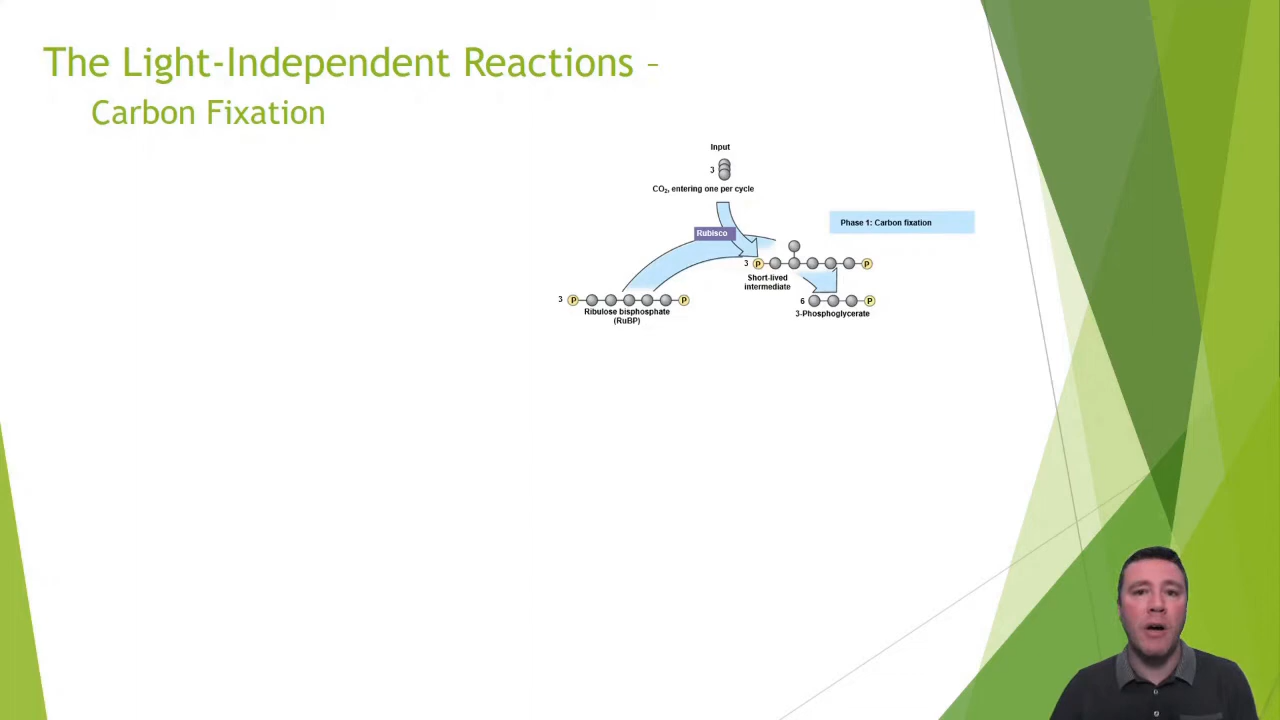 The Light-Independent Reactions –
Carbon Fixation
Input
3
CO₂, entering one per cycle
Phase 1: Carbon fixation
Rubisco
3 P P
Short-lived
intermediate
3 P P
Ribulose bisphosphate
(RuBP)
6 P
3-Phosphoglycerate